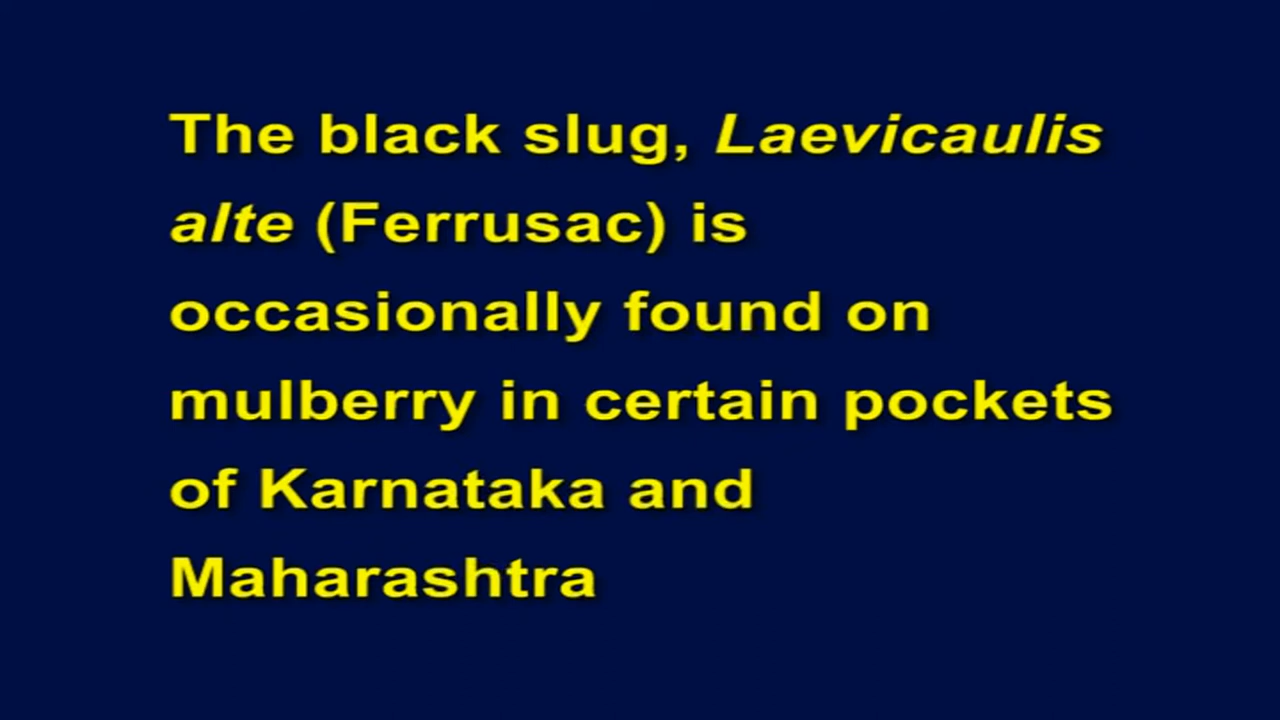 The black slug, Laevicaulis
alte (Ferrusac) is
occasionally found on
mulberry in certain pockets
of Karnataka and
Maharashtra